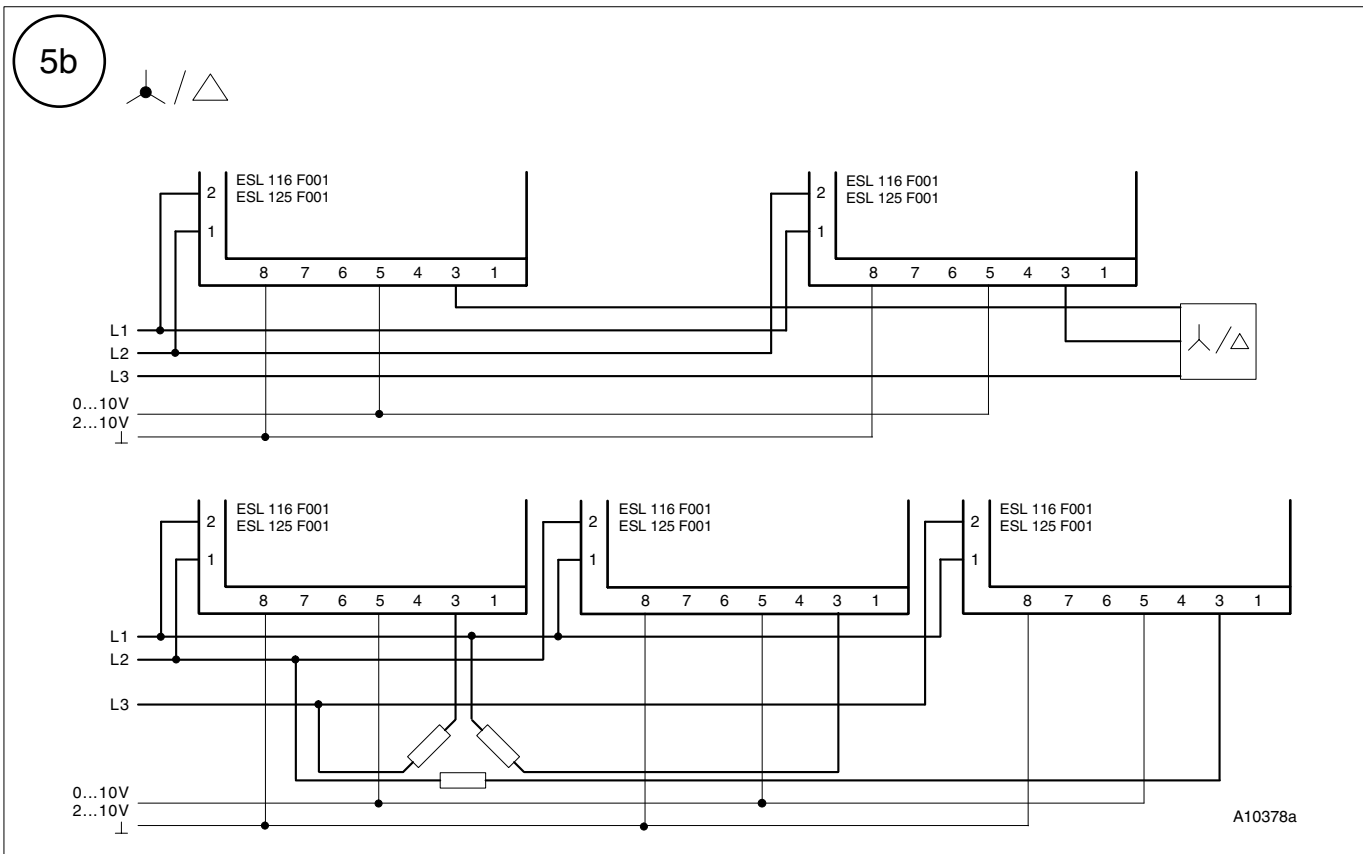 5b
/
2 ESL 116 F001 2 ESL 116 F001
ESL 125 F001 ESL 125 F001
1 1
8 7 6 5 4 3 1 8 7 6 5 4 3 1
L1
L2
L3
0...10V
2...10V
⊥
2 ESL 116 F001 2 ESL 116 F001 2 ESL 116 F001
ESL 125 F001 ESL 125 F001 ESL 125 F001
1 1 1
8 7 6 5 4 3 1 8 7 6 5 4 3 1 8 7 6 5 4 3 1
L1
L2
L3
0...10V
2...10V
⊥
A10378a